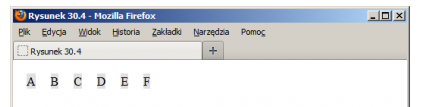 Rysunek 30.4 - Mozilla Firefox
Plik Edycja Widok Historia Zakładki Narzędzia Pomoc
Rysunek 30.4 +
A B C D E F